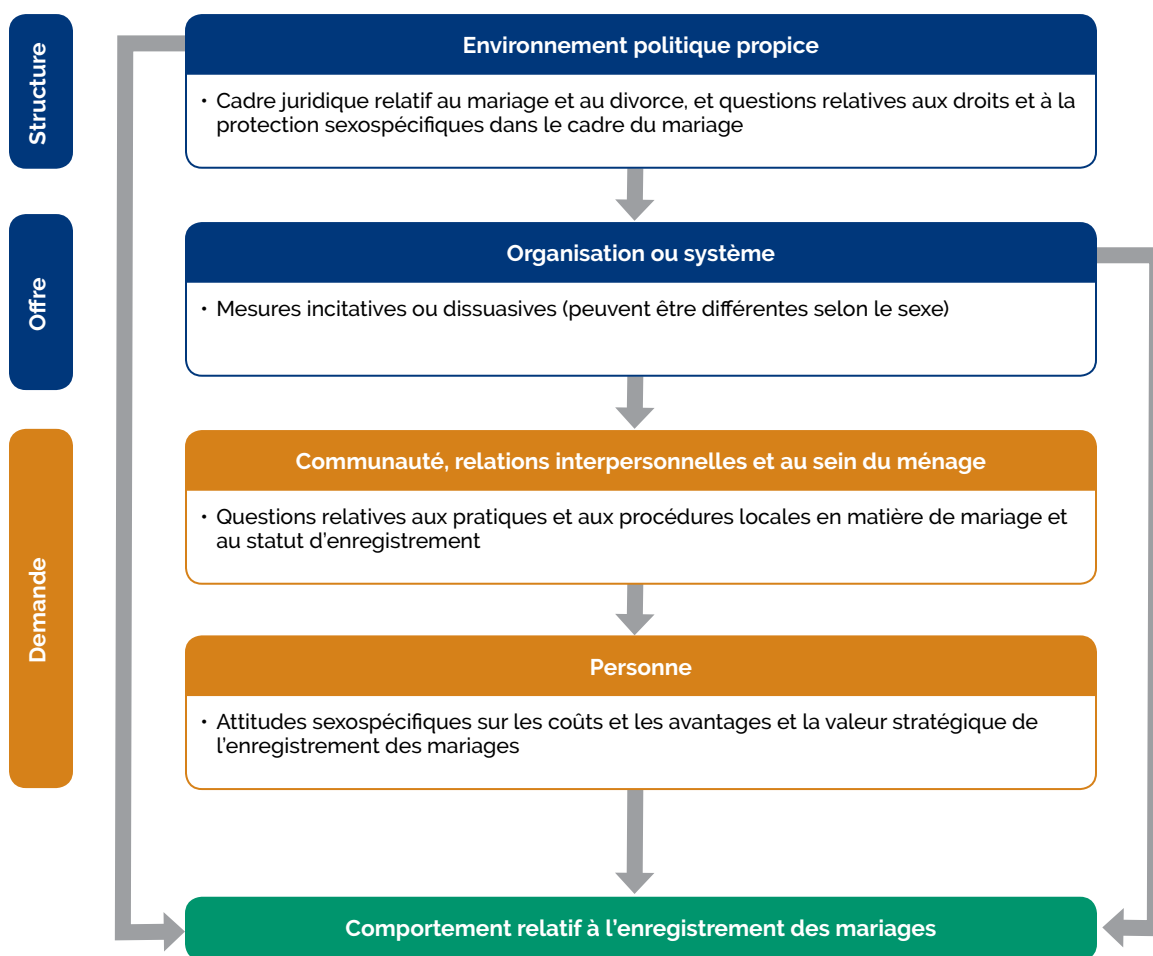 Structure
Environnement politique propice
• Cadre juridique relatif au mariage et au divorce, et questions relatives aux droits et à la
protection sexospécifiques dans le cadre du mariage
Offre
Organisation ou système
• Mesures incitatives ou dissuasives (peuvent être différentes selon le sexe)
Demande
Communauté, relations interpersonnelles et au sein du ménage
• Questions relatives aux pratiques et aux procédures locales en matière de mariage et
au statut d'enregistrement
Personne
• Attitudes sexospécifiques sur les coûts et les avantages et la valeur stratégique de
l'enregistrement des mariages
Comportement relatif à l'enregistrement des mariages